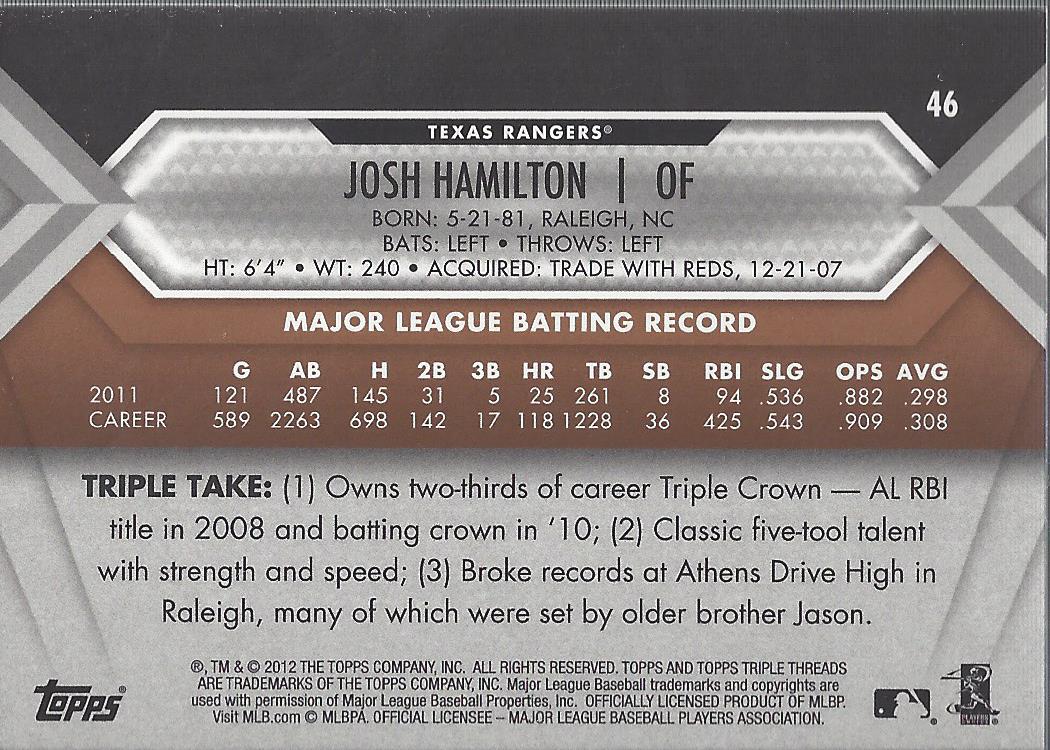 46
TEXAS RANGERS®
JOSH HAMILTON | OF
BORN: 5-21-81, RALEIGH, NC
BATS: LEFT • THROWS: LEFT
HT: 6'4" • WT: 240 • ACQUIRED: TRADE WITH REDS, 12-21-07
MAJOR LEAGUE BATTING RECORD
G AB H 2B 3B HR TB SB RBI SLG OPS AVG
2011 121 487 145 31 5 25 261 8 94 .536 .882 .298
CAREER 589 2263 698 142 17 118 1228 36 425 .543 .909 .308
TRIPLE TAKE: (1) Owns two-thirds of career Triple Crown — AL RBI
title in 2008 and batting crown in '10; (2) Classic five-tool talent
with strength and speed; (3) Broke records at Athens Drive High in
Raleigh, many of which were set by older brother Jason.
®, TM & © 2012 THE TOPPS COMPANY, INC. ALL RIGHTS RESERVED. TOPPS AND TOPPS TRIPLE THREADS
ARE TRADEMARKS OF THE TOPPS COMPANY, INC. Major League Baseball trademarks and copyrights are
used with permission of Major League Baseball Properties, Inc. OFFICIALLY LICENSED PRODUCT OF MLBP.
Visit MLB.com © MLBPA. OFFICIAL LICENSEE – MAJOR LEAGUE BASEBALL PLAYERS ASSOCIATION.
topps®